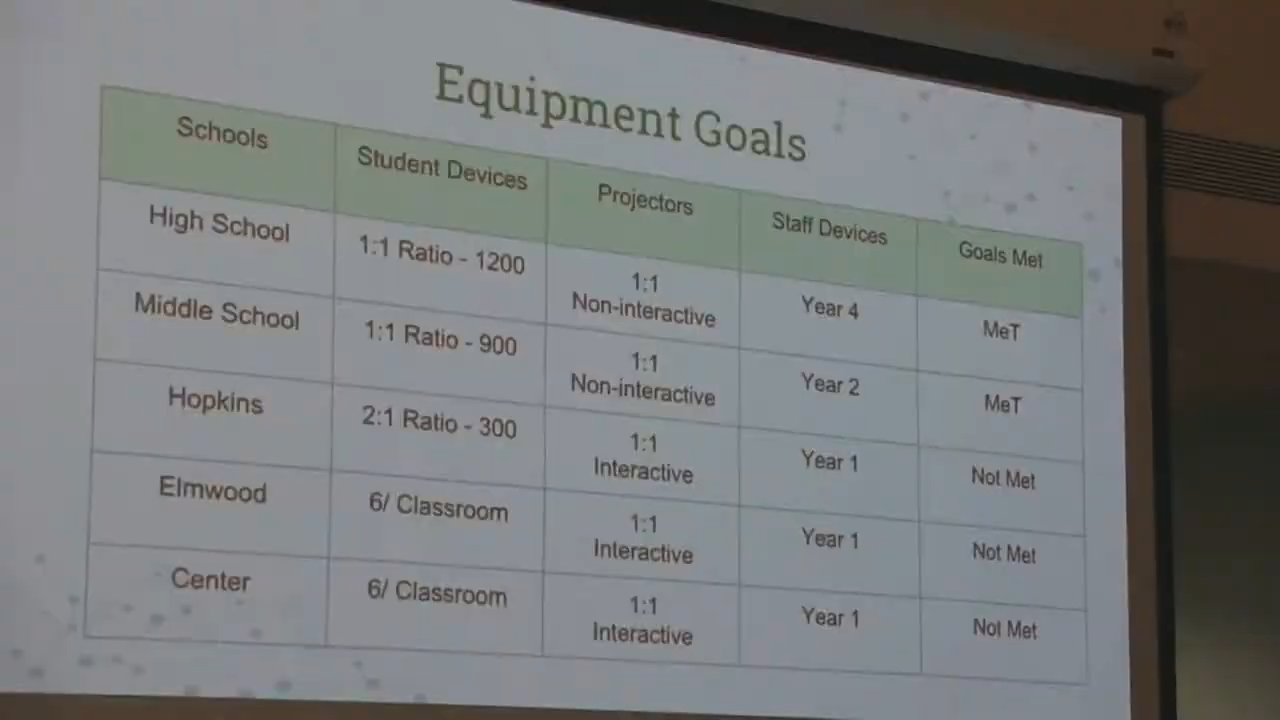 Equipment Goals
Schools
Student Devices
Projectors
Staff Devices
Goals Met
High School
1:1 Ratio - 1200
1:1
Non-interactive
Year 4
MeT
Middle School
1:1 Ratio - 900
1:1
Non-interactive
Year 2
MeT
Hopkins
2:1 Ratio - 300
1:1
Interactive
Year 1
Not Met
Elmwood
6/ Classroom
1:1
Interactive
Year 1
Not Met
Center
6/ Classroom
1:1
Interactive
Year 1
Not Met